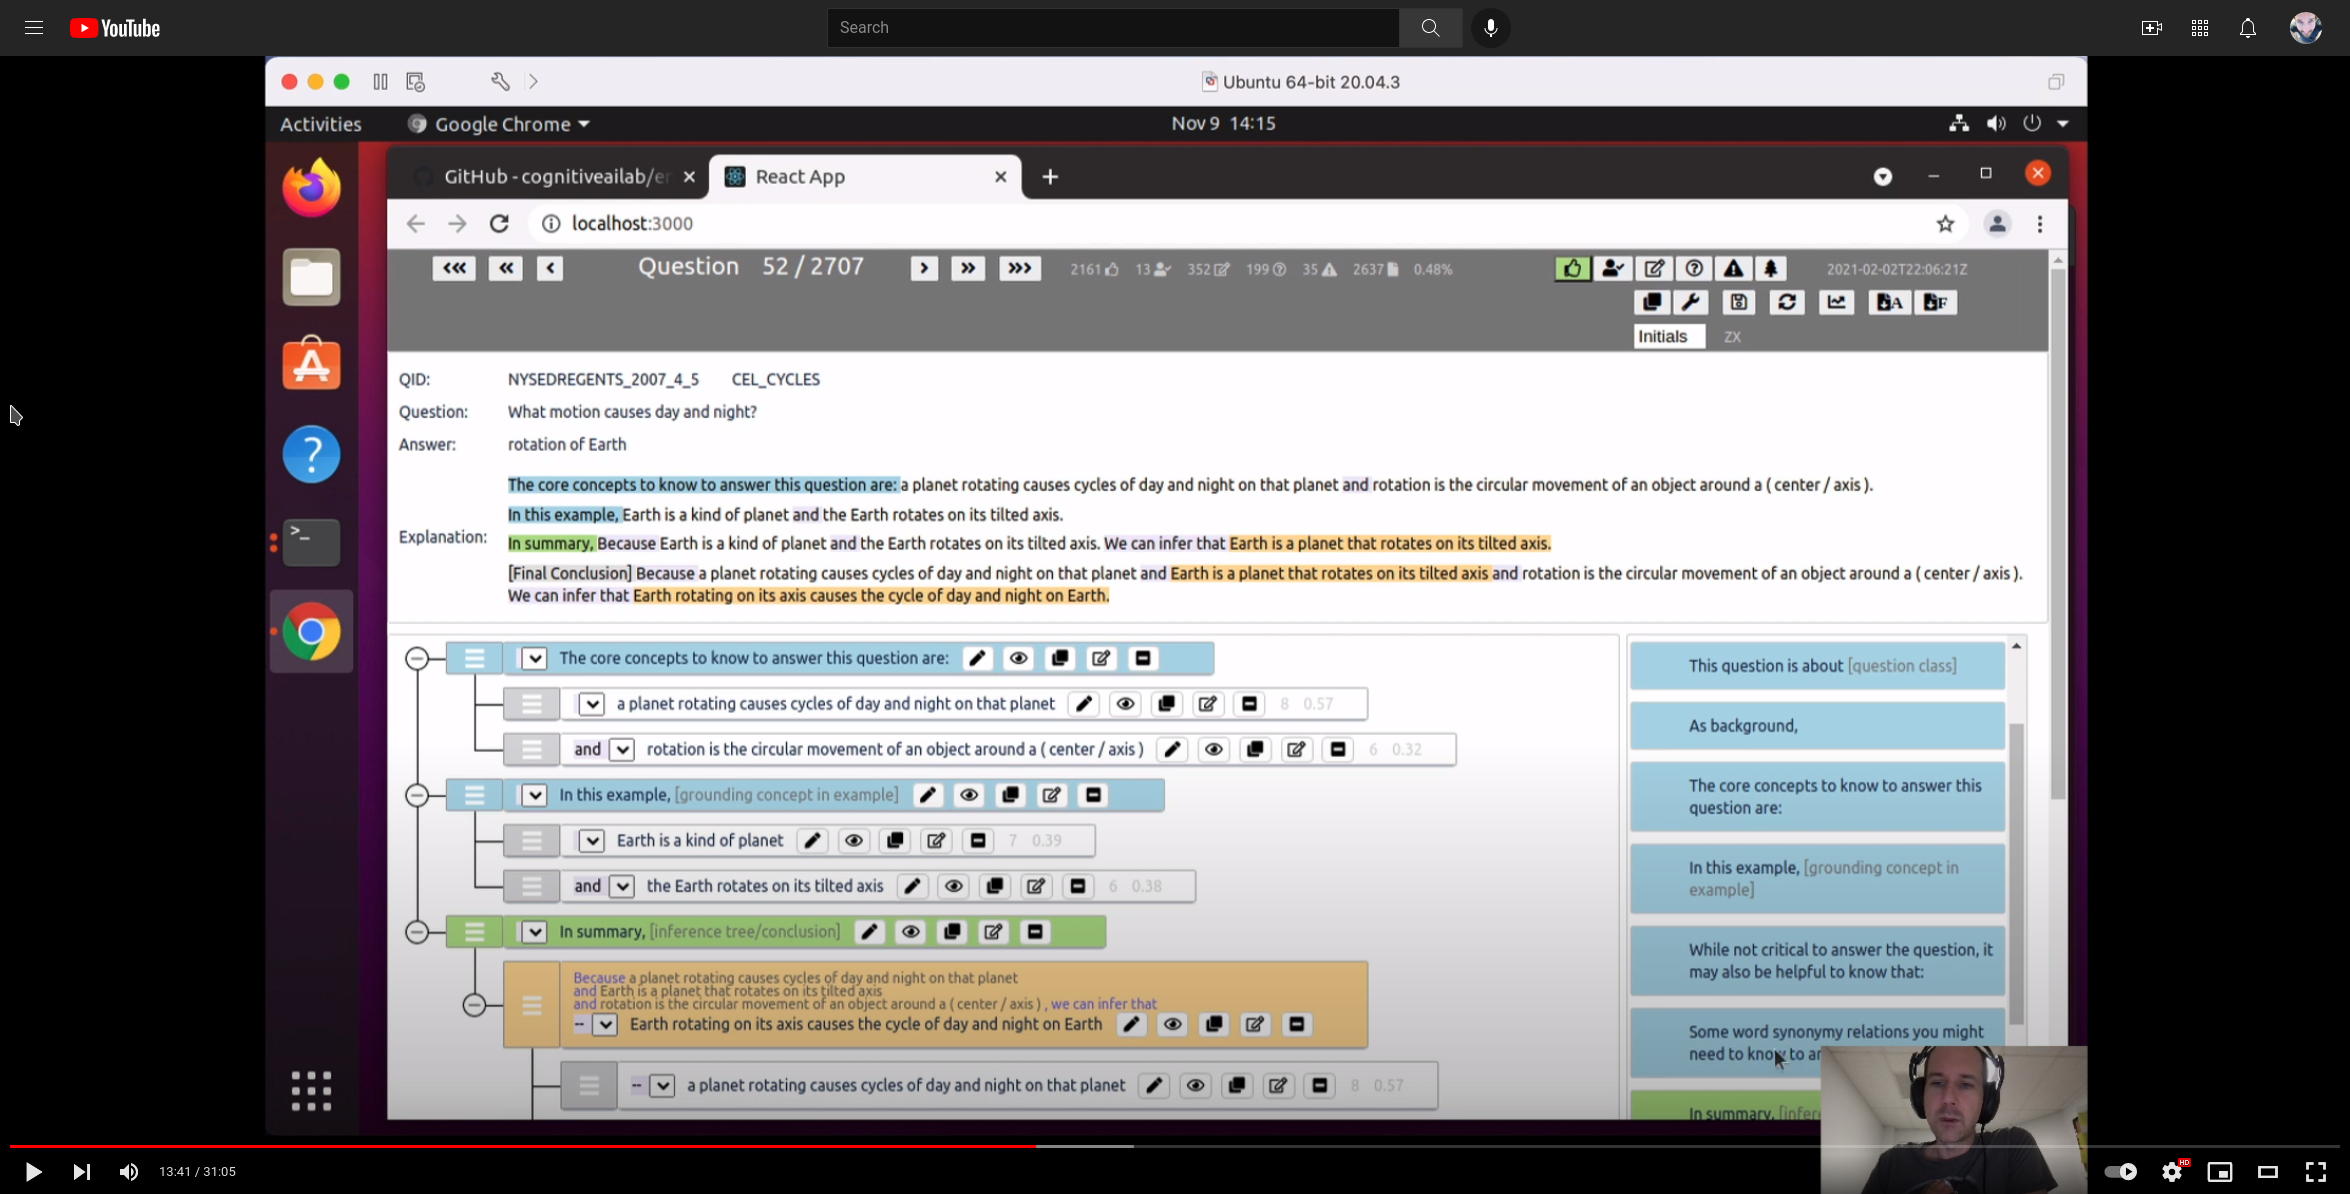 YouTube
Search
Ubuntu 64-bit 20.04.3
Activities Google Chrome Nov 9 14:15
GitHub - cognitiveailab/er React App
localhost:3000
<<< << < Question 52 / 2707 > >> >>> 2161 13 352 199 35 2637 0.48% 2021-02-02T22:06:21Z
A F
Initials ZX
QID: NYSEDREGENTS_2007_4_5 CEL_CYCLES
Question: What motion causes day and night?
Answer: rotation of Earth
Explanation:
The core concepts to know to answer this question are: a planet rotating causes cycles of day and night on that planet and rotation is the circular movement of an object around a ( center / axis ).
In this example, Earth is a kind of planet and the Earth rotates on its tilted axis.
In summary, Because Earth is a kind of planet and the Earth rotates on its tilted axis. We can infer that Earth is a planet that rotates on its tilted axis.
[Final Conclusion] Because a planet rotating causes cycles of day and night on that planet and Earth is a planet that rotates on its tilted axis and rotation is the circular movement of an object around a ( center / axis ).
We can infer that Earth rotating on its axis causes the cycle of day and night on Earth.
The core concepts to know to answer this question are:
a planet rotating causes cycles of day and night on that planet 8 0.57
and rotation is the circular movement of an object around a ( center / axis ) 6 0.32
In this example, [grounding concept in example]
Earth is a kind of planet 7 0.39
and the Earth rotates on its tilted axis 6 0.38
In summary, [inference tree/conclusion]
Because a planet rotating causes cycles of day and night on that planet
and Earth is a planet that rotates on its tilted axis
and rotation is the circular movement of an object around a ( center / axis ) , we can infer that
-- Earth rotating on its axis causes the cycle of day and night on Earth
-- a planet rotating causes cycles of day and night on that planet 8 0.57
This question is about [question class]
As background,
The core concepts to know to answer this
question are:
In this example, [grounding concept in
example]
While not critical to answer the question, it
may also be helpful to know that:
Some word synonymy relations you might
need to know to an
In summary, [infere
13:41 / 31:05
HD